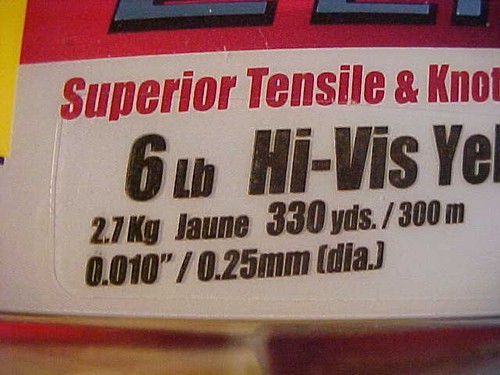 Superior Tensile & Knot
6 Lb Hi-Vis Yel
2.7 Kg Jaune 330 yds. / 300 m
0.010" / 0.25mm (dia.)